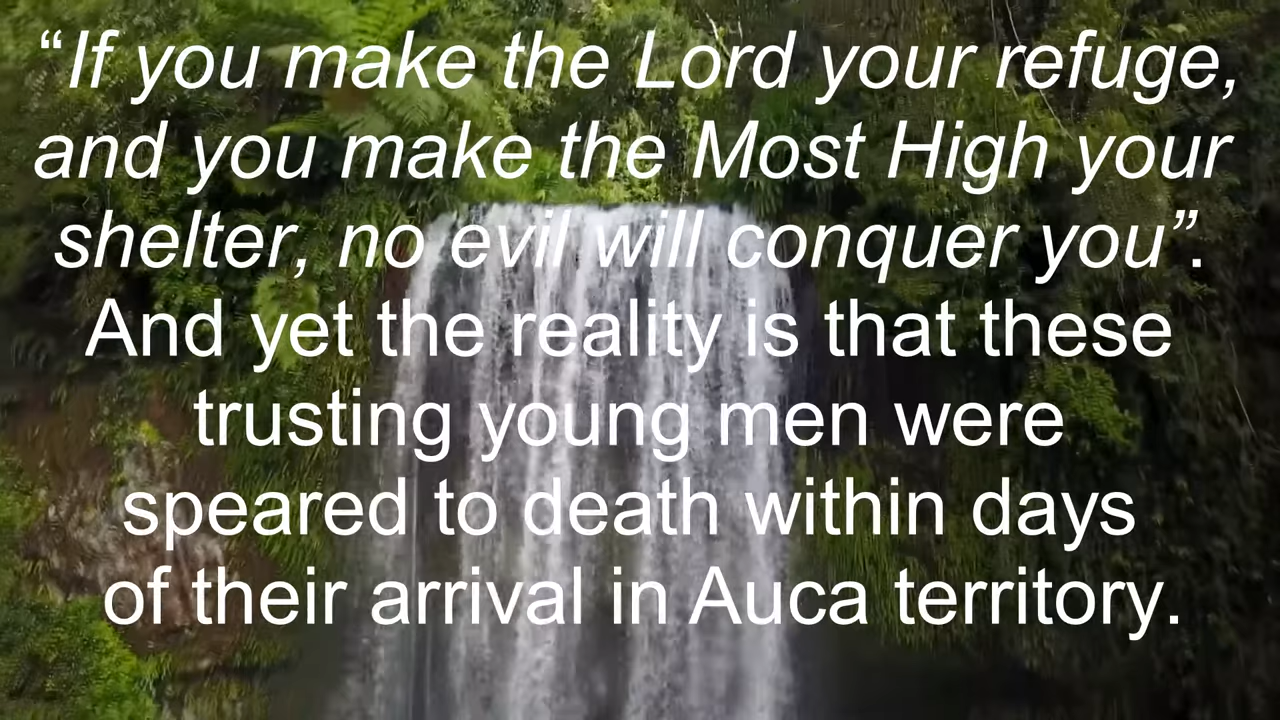 “If you make the Lord your refuge,
and you make the Most High your
shelter, no evil will conquer you”.
And yet the reality is that these
trusting young men were
speared to death within days
of their arrival in Auca territory.